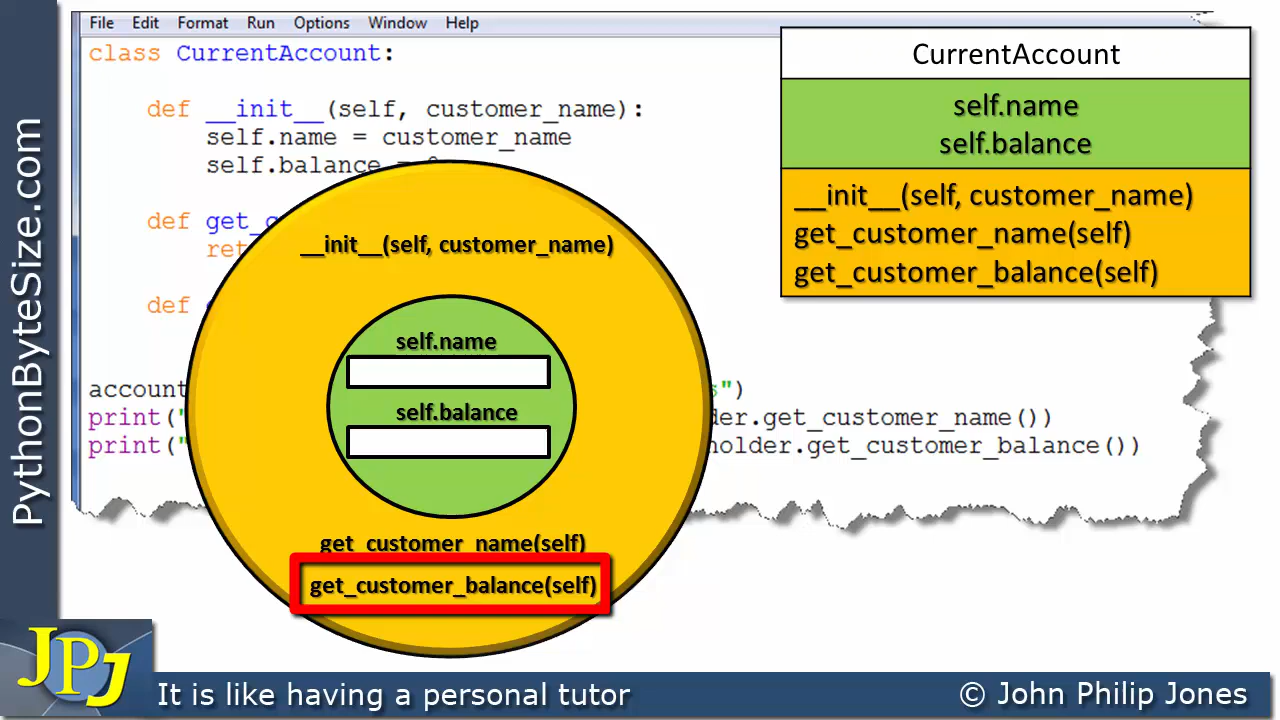 File Edit Format Run Options Window Help
class CurrentAccount:
def __init__(self, customer_name):
self.name = customer_name
self.balance =
def get_
ret
def
account ")
print(" .get_customer_name())
print(" holder.get_customer_balance())
CurrentAccount
self.name
self.balance
__init__(self, customer_name)
get_customer_name(self)
get_customer_balance(self)
__init__(self, customer_name)
self.name
self.balance
get_customer_name(self)
get_customer_balance(self)
PythonByteSize.com
JPJ
It is like having a personal tutor
© John Philip Jones